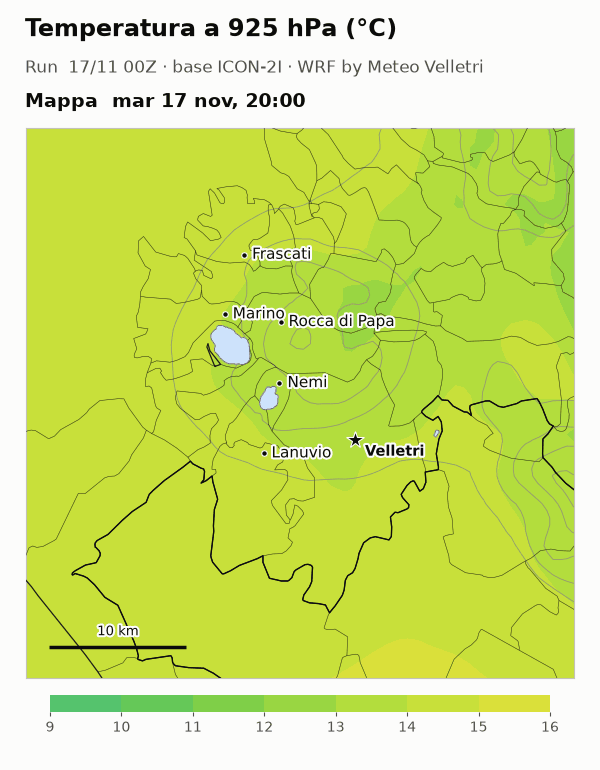 Temperatura a 925 hPa (°C)
Run  17/11 00Z · base ICON-2I · WRF by Meteo Velletri
Mappa  mar 17 nov, 20:00
Frascati
Marino
Rocca di Papa
Nemi
Velletri
Lanuvio
10 km
9 10 11 12 13 14 15 16